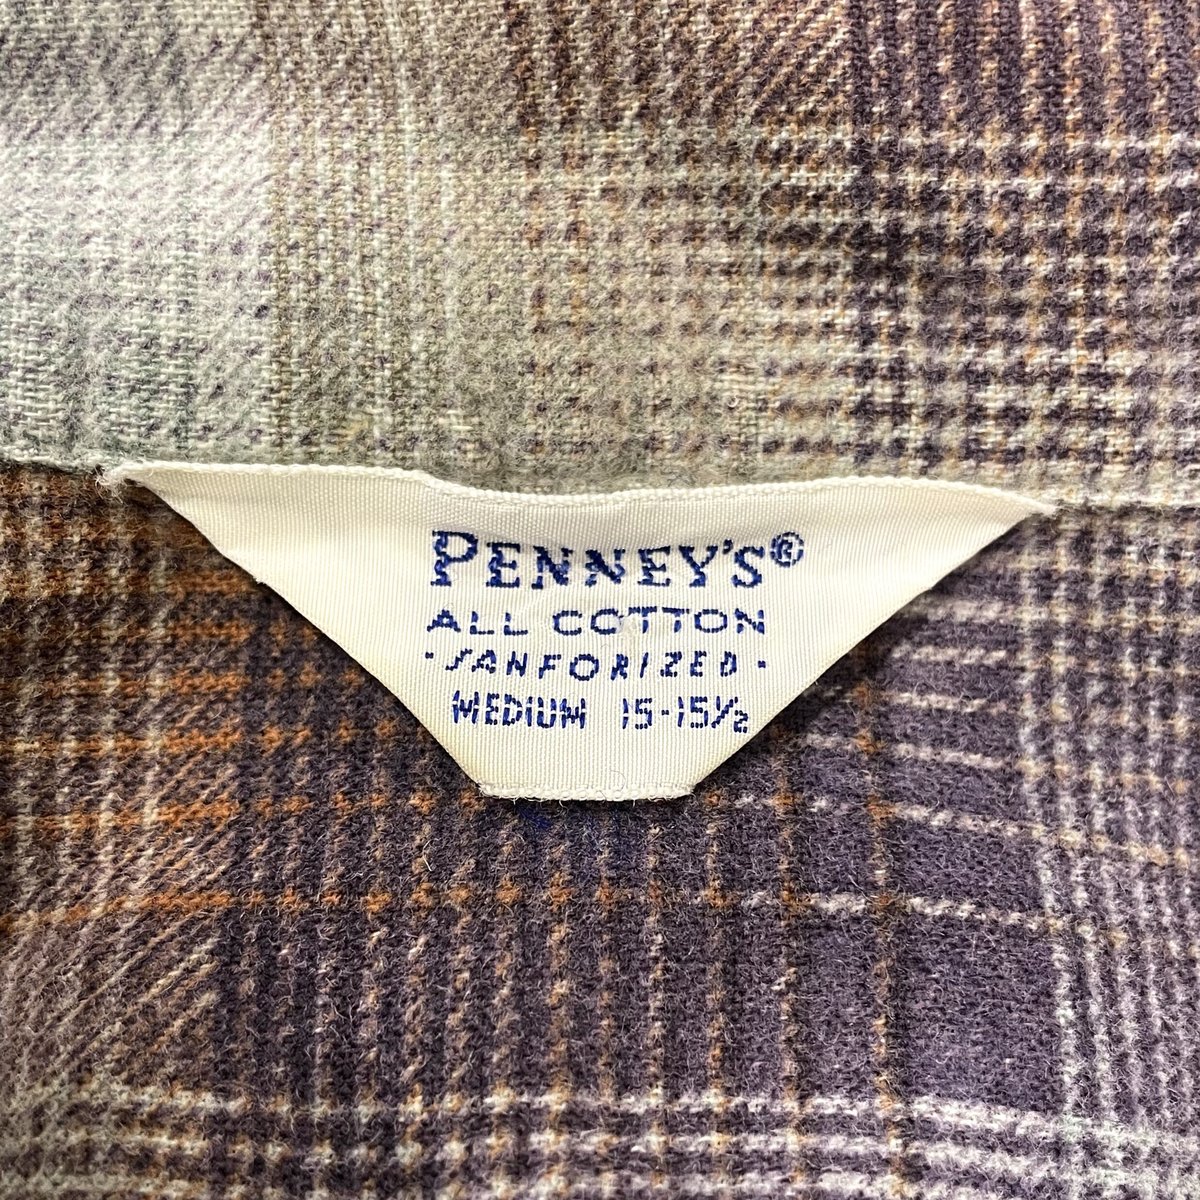 PENNEY'S®
ALL COTTON
·SANFORIZED·
MEDIUM 15-15½